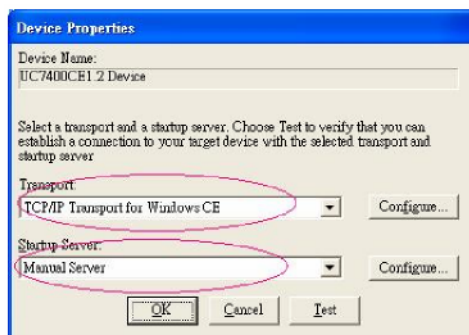 Device Properties
Device Name:
UC7400CE1.2 Device
Select a transport and a startup server. Choose Test to verify that you can
establish a connection to your target device with the selected transport and
startup server
Transport:
TCP/IP Transport for Windows CE
Configure...
Startup Server:
Manual Server
Configure...
OK Cancel Test